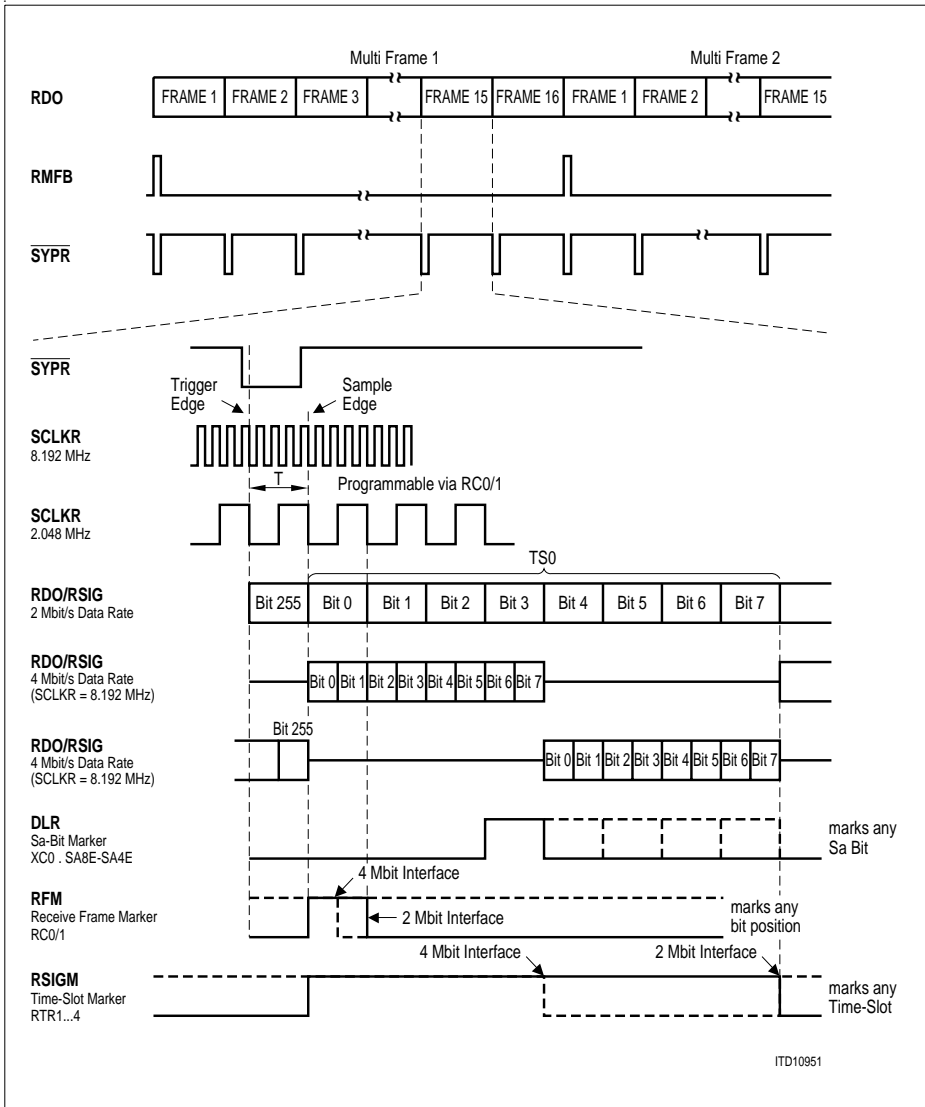 Multi Frame 1 Multi Frame 2
RDO FRAME 1 FRAME 2 FRAME 3 FRAME 15 FRAME 16 FRAME 1 FRAME 2 FRAME 15
RMFB
SYPR
SYPR
Trigger Edge
Sample Edge
SCLKR
8.192 MHz
T
Programmable via RC0/1
SCLKR
2.048 MHz
TS0
RDO/RSIG
2 Mbit/s Data Rate
Bit 255 Bit 0 Bit 1 Bit 2 Bit 3 Bit 4 Bit 5 Bit 6 Bit 7
RDO/RSIG
4 Mbit/s Data Rate
(SCLKR = 8.192 MHz)
Bit 0 Bit 1 Bit 2 Bit 3 Bit 4 Bit 5 Bit 6 Bit 7
Bit 255
RDO/RSIG
4 Mbit/s Data Rate
(SCLKR = 8.192 MHz)
Bit 0 Bit 1 Bit 2 Bit 3 Bit 4 Bit 5 Bit 6 Bit 7
DLR
Sa-Bit Marker
XC0 . SA8E-SA4E
marks any
Sa Bit
4 Mbit Interface
RFM
Receive Frame Marker
RC0/1
2 Mbit Interface
marks any
bit position
4 Mbit Interface 2 Mbit Interface
RSIGM
Time-Slot Marker
RTR1...4
marks any
Time-Slot
ITD10951